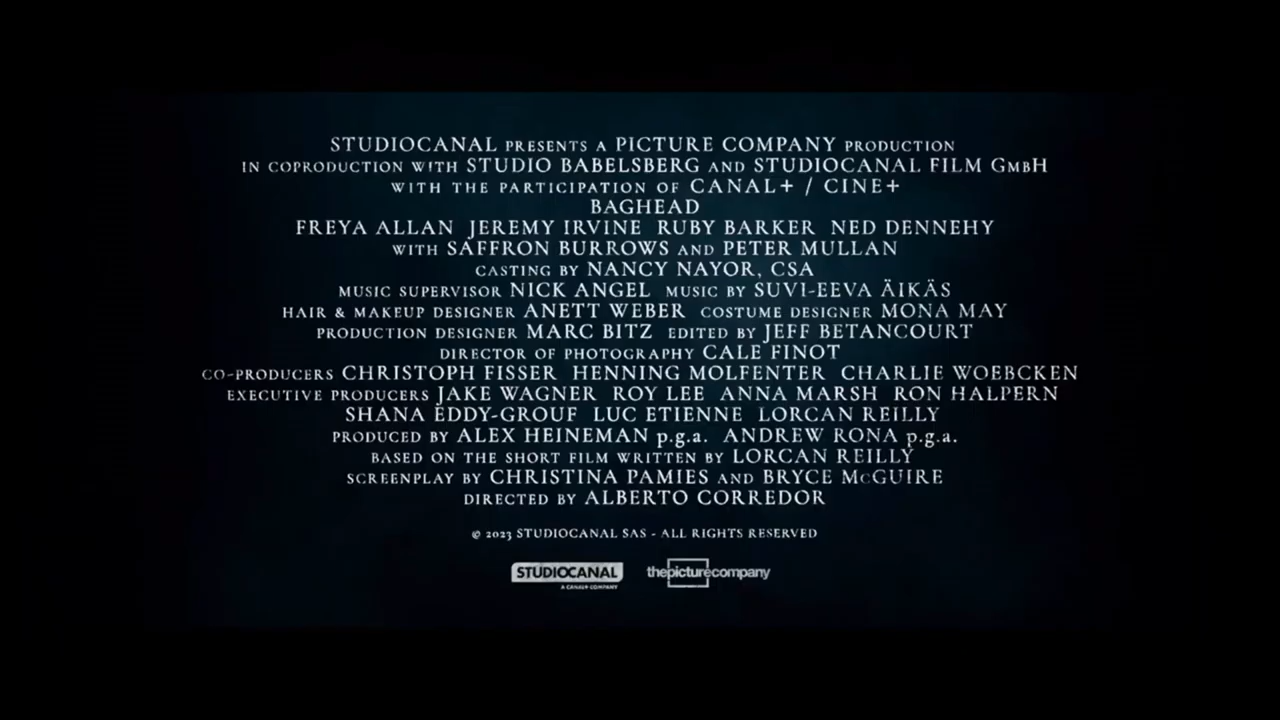 STUDIOCANAL PRESENTS A PICTURE COMPANY PRODUCTION
IN COPRODUCTION WITH STUDIO BABELSBERG AND STUDIOCANAL FILM GMBH
WITH THE PARTICIPATION OF CANAL+ / CINE+
BAGHEAD
FREYA ALLAN JEREMY IRVINE RUBY BARKER NED DENNEHY
WITH SAFFRON BURROWS AND PETER MULLAN
CASTING BY NANCY NAYOR, CSA
MUSIC SUPERVISOR NICK ANGEL MUSIC BY SUVI-EEVA ÄIKÄS
HAIR & MAKEUP DESIGNER ANETT WEBER COSTUME DESIGNER MONA MAY
PRODUCTION DESIGNER MARC BITZ EDITED BY JEFF BETANCOURT
DIRECTOR OF PHOTOGRAPHY CALE FINOT
CO-PRODUCERS CHRISTOPH FISSER HENNING MOLFENTER CHARLIE WOEBCKEN
EXECUTIVE PRODUCERS JAKE WAGNER ROY LEE ANNA MARSH RON HALPERN
SHANA EDDY-GROUF LUC ETIENNE LORCAN REILLY
PRODUCED BY ALEX HEINEMAN p.g.a. ANDREW RONA p.g.a.
BASED ON THE SHORT FILM WRITTEN BY LORCAN REILLY
SCREENPLAY BY CHRISTINA PAMIES AND BRYCE McGUIRE
DIRECTED BY ALBERTO CORREDOR
© 2023 STUDIOCANAL SAS - ALL RIGHTS RESERVED
STUDIOCANAL thepicturecompany
A CANAL+ COMPANY